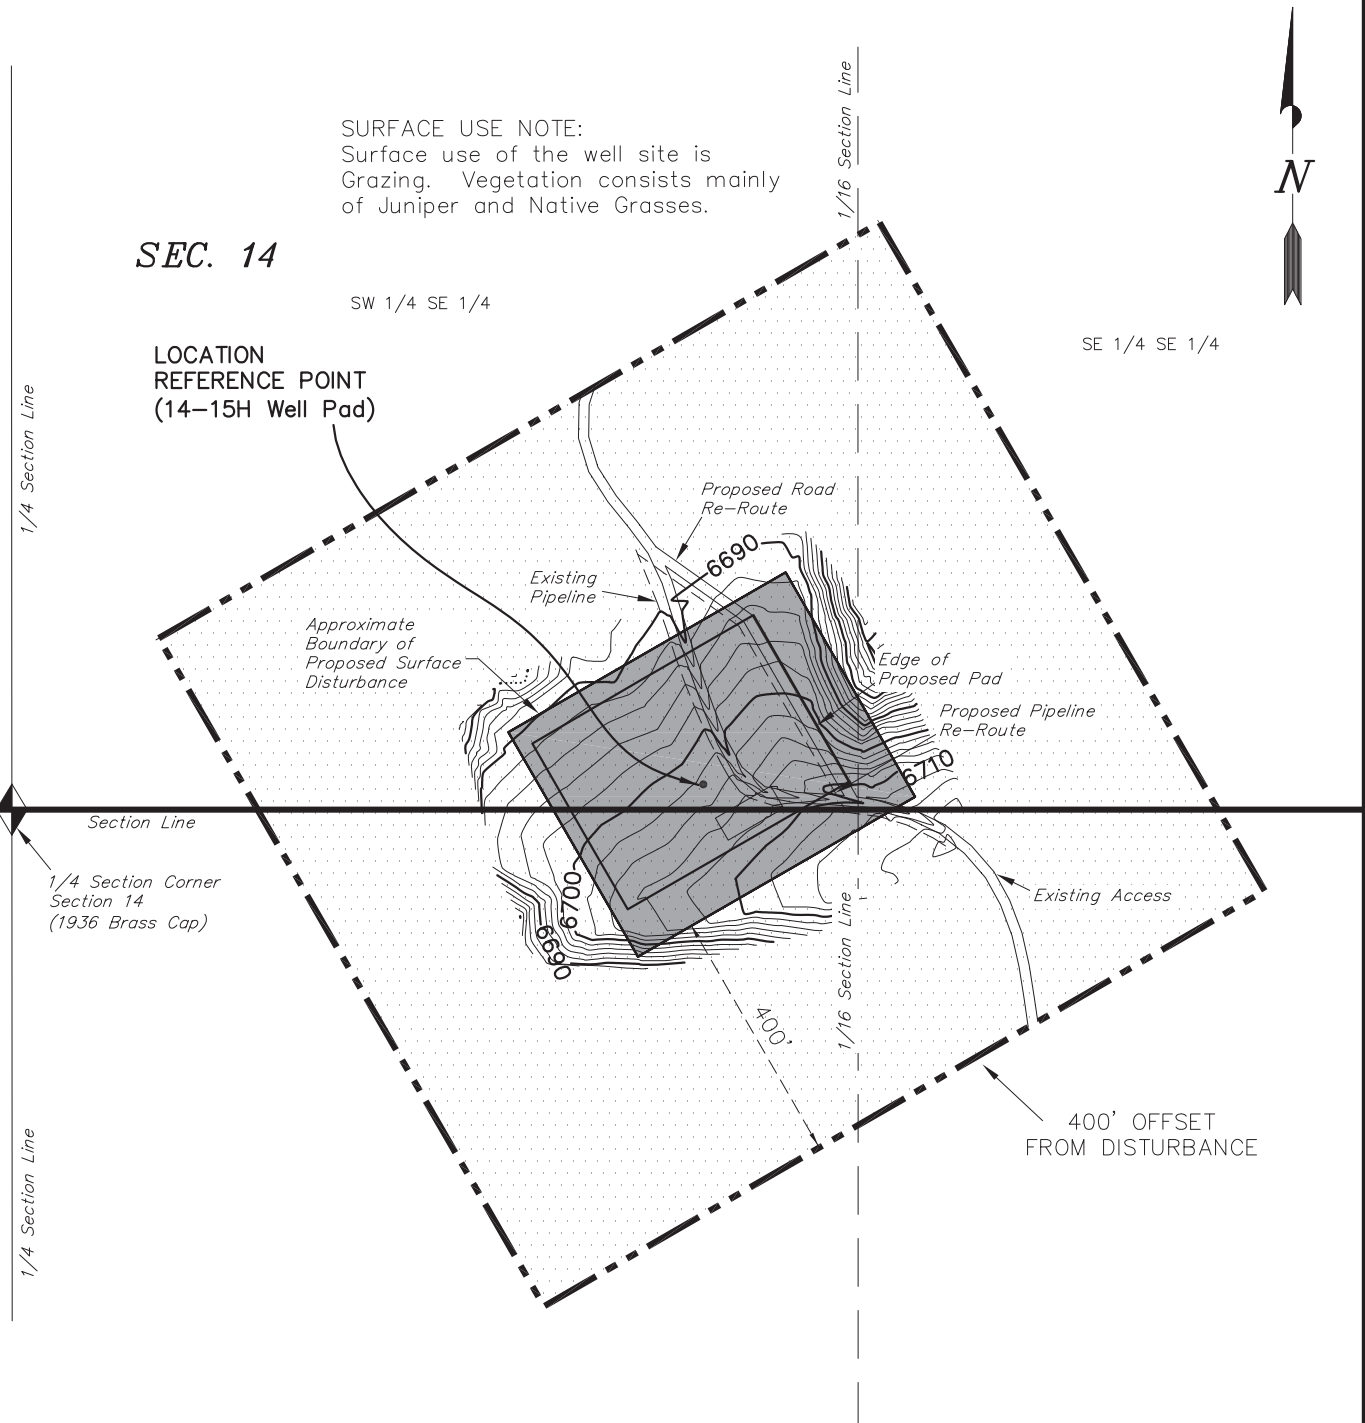 1/16 Section Line
SURFACE USE NOTE:
Surface use of the well site is
Grazing. Vegetation consists mainly
of Juniper and Native Grasses.
N
SEC. 14
SW 1/4 SE 1/4
SE 1/4 SE 1/4
LOCATION
REFERENCE POINT
(14-15H Well Pad)
1/4 Section Line
Proposed Road
Re-Route
6690
Existing
Pipeline
Approximate
Boundary of
Proposed Surface
Disturbance
Edge of
Proposed Pad
Proposed Pipeline
Re-Route
6710
Section Line
1/4 Section Corner
Section 14
(1936 Brass Cap)
6700
6690
Existing Access
1/16 Section Line
400'
400' OFFSET
FROM DISTURBANCE
1/4 Section Line